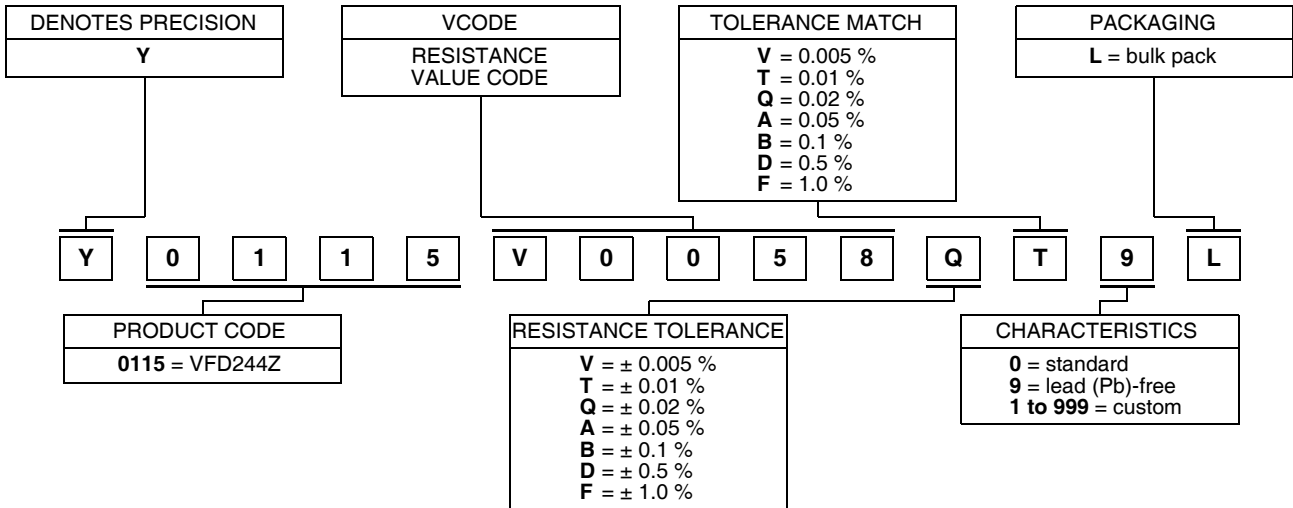 DENOTES PRECISION
Y
VCODE
RESISTANCE
VALUE CODE
TOLERANCE MATCH
V = 0.005 %
T = 0.01 %
Q = 0.02 %
A = 0.05 %
B = 0.1 %
D = 0.5 %
F = 1.0 %
PACKAGING
L = bulk pack
Y 0 1 1 5 V 0 0 5 8 Q T 9 L
PRODUCT CODE
0115 = VFD244Z
RESISTANCE TOLERANCE
V = ± 0.005 %
T = ± 0.01 %
Q = ± 0.02 %
A = ± 0.05 %
B = ± 0.1 %
D = ± 0.5 %
F = ± 1.0 %
CHARACTERISTICS
0 = standard
9 = lead (Pb)-free
1 to 999 = custom